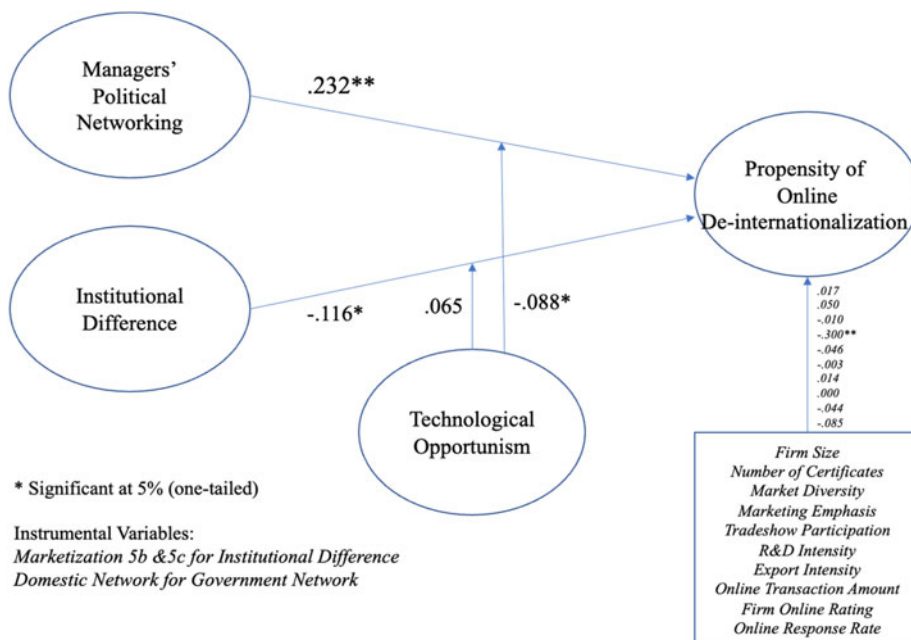 Managers'
Political
Networking
.232**
Propensity of
Online
De-internationalization
Institutional
Difference
-.116*
.065
-.088*
Technological
Opportunism
.017
.050
-.010
-.300**
-.046
-.003
.014
.000
-.044
-.085
Firm Size
Number of Certificates
Market Diversity
Marketing Emphasis
Tradeshow Participation
R&D Intensity
Export Intensity
Online Transaction Amount
Firm Online Rating
Online Response Rate
* Significant at 5% (one-tailed)
Instrumental Variables:
Marketization 5b &5c for Institutional Difference
Domestic Network for Government Network